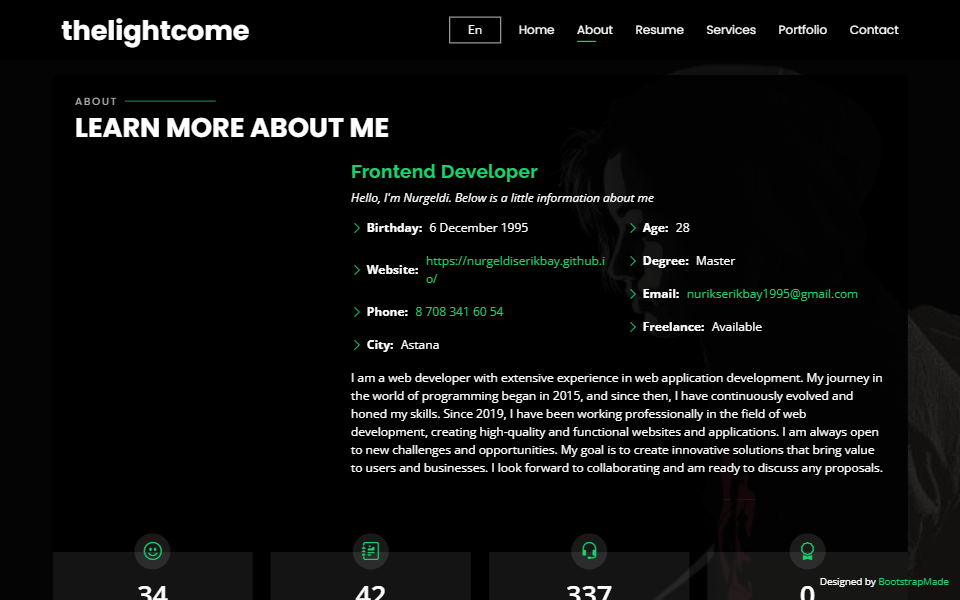 thelightcome
En Home About Resume Services Portfolio Contact
ABOUT
LEARN MORE ABOUT ME
Frontend Developer
Hello, I'm Nurgeldi. Below is a little information about me
Birthday: 6 December 1995
Website: https://nurgeldiserikbay.github.i
o/
Phone: 8 708 341 60 54
City: Astana
Age: 28
Degree: Master
Email: nurikserikbay1995@gmail.com
Freelance: Available
I am a web developer with extensive experience in web application development. My journey in
the world of programming began in 2015, and since then, I have continuously evolved and
honed my skills. Since 2019, I have been working professionally in the field of web
development, creating high-quality and functional websites and applications. I am always open
to new challenges and opportunities. My goal is to create innovative solutions that bring value
to users and businesses. I look forward to collaborating and am ready to discuss any proposals.
34 42 337 0
Designed by BootstrapMade